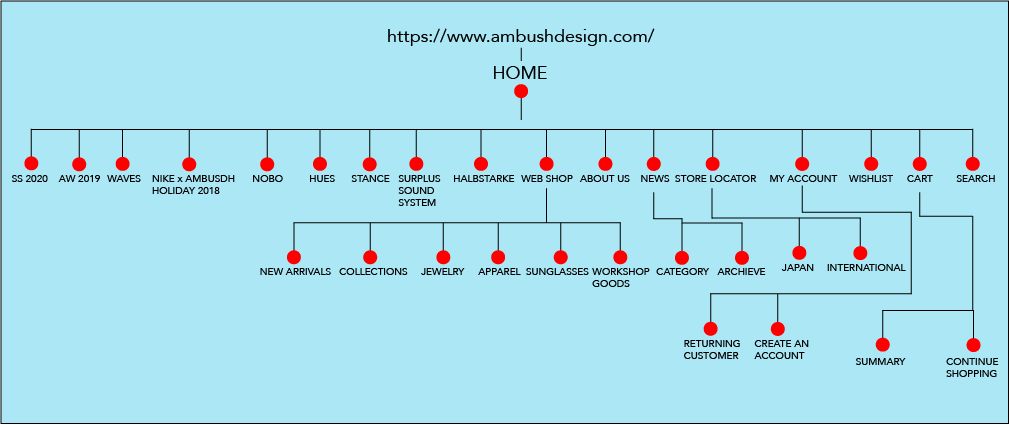 https://www.ambushdesign.com/
HOME
SS 2020
AW 2019
WAVES
NIKE x AMBUSDH
HOLIDAY 2018
NOBO
HUES
STANCE
SURPLUS
SOUND
SYSTEM
HALBSTARKE
WEB SHOP
ABOUT US
NEWS
STORE LOCATOR
MY ACCOUNT
WISHLIST
CART
SEARCH
NEW ARRIVALS
COLLECTIONS
JEWELRY
APPAREL
SUNGLASSES
WORKSHOP
GOODS
CATEGORY
ARCHIEVE
JAPAN
INTERNATIONAL
RETURNING
CUSTOMER
CREATE AN
ACCOUNT
SUMMARY
CONTINUE
SHOPPING